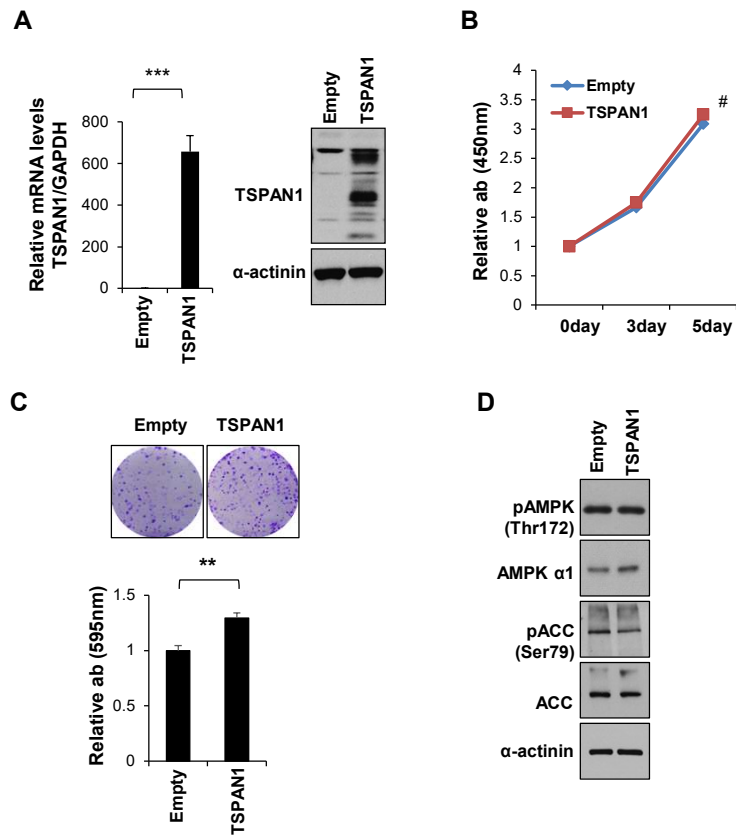 A
***
Relative mRNA levels
TSPAN1/GAPDH
800
600
400
200
0
Empty
TSPAN1
Empty
TSPAN1
TSPAN1
α-actinin
B
Relative ab (450nm)
4
3.5
3
2.5
2
1.5
1
0.5
0
Empty
TSPAN1
#
0day
3day
5day
C
Empty
TSPAN1
**
Relative ab (595nm)
1.5
1
0.5
0
Empty
TSPAN1
D
Empty
TSPAN1
pAMPK
(Thr172)
AMPK α1
pACC
(Ser79)
ACC
α-actinin